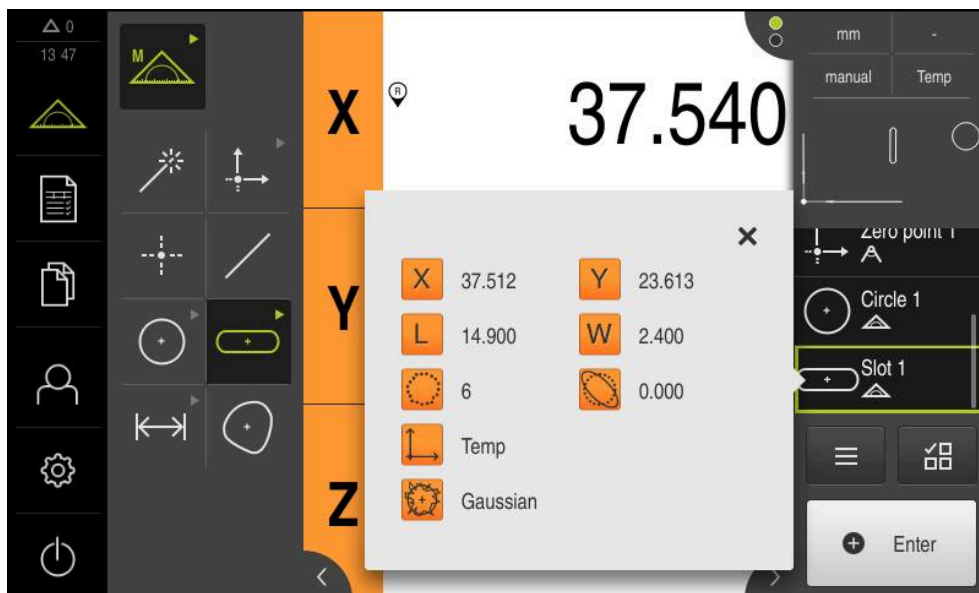 0
13 47
M
X
R
37.540
mm
-
manual
Temp
Zero point 1
Circle 1
Slot 1
Y
Z
X 37.512 Y 23.613
L 14.900 W 2.400
6 0.000
Temp
Gaussian
Enter